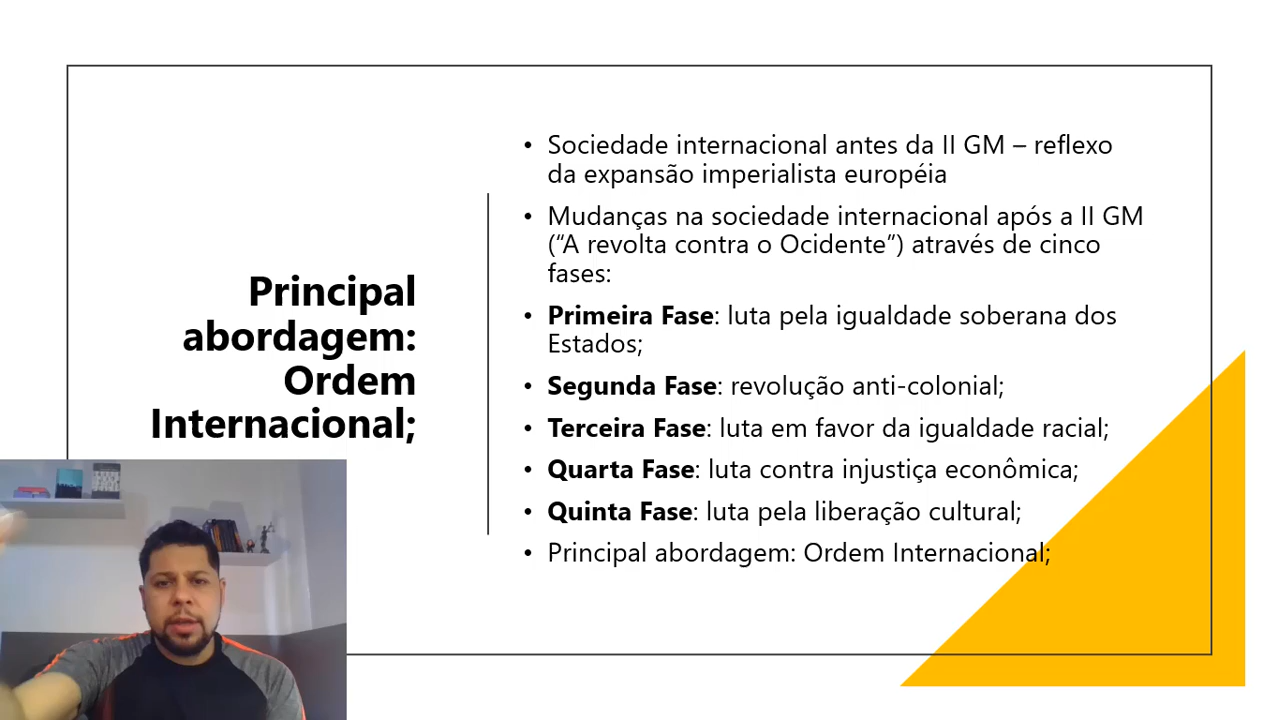 Principal
abordagem:
Ordem
Internacional;
• Sociedade internacional antes da II GM – reflexo
da expansão imperialista européia
• Mudanças na sociedade internacional após a II GM
(“A revolta contra o Ocidente”) através de cinco
fases:
• Primeira Fase: luta pela igualdade soberana dos
Estados;
• Segunda Fase: revolução anti-colonial;
• Terceira Fase: luta em favor da igualdade racial;
• Quarta Fase: luta contra injustiça econômica;
• Quinta Fase: luta pela liberação cultural;
• Principal abordagem: Ordem Internacional;